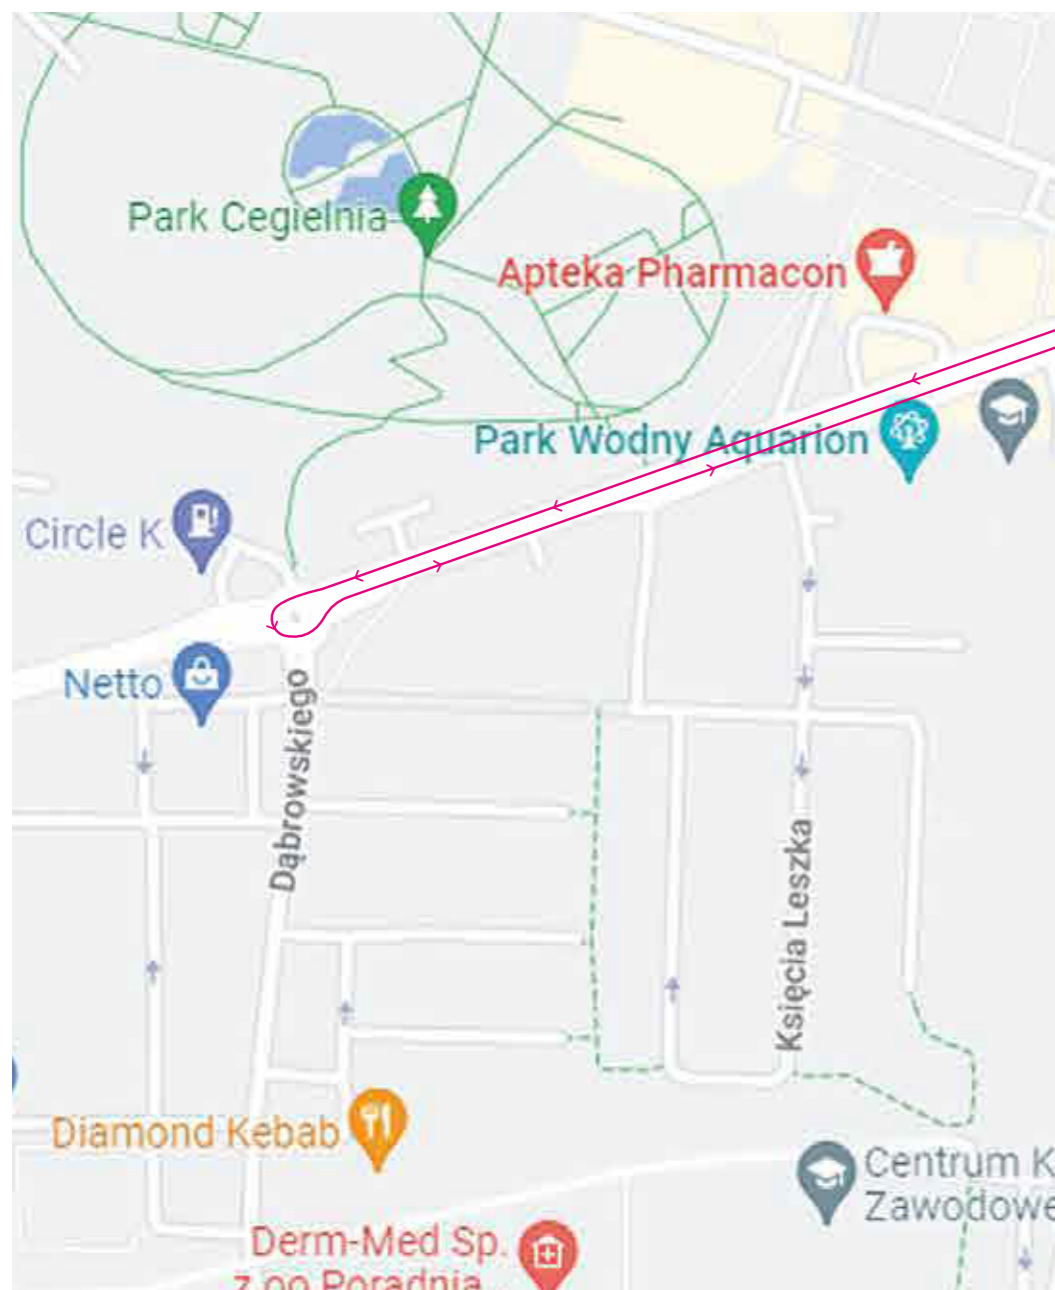 Park Cegielnia
Apteka Pharmacon
Park Wodny Aquarion
Circle K
Netto
Dąbrowskiego
Księcia Leszka
Diamond Kebab
Centrum K
Zawodowe
Derm-Med Sp.
z oo Poradnia